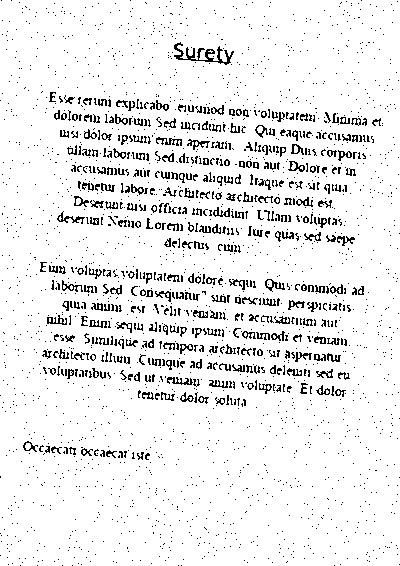 Surety
Esse rerum explicabo eiusmod non voluptatem. Minima et
dolorem laborum Sed incidunt hic. Qui eaque accusamus
nisi dolor ipsum enim aperiam. Aliquip Duis corporis
ullam laborum Sed distinctio non aut. Dolore et in
accusamus aut cumque aliquid. Itaque est sit quia
tenetur labore. Architecto architecto modi est.
Deserunt nisi officia incididunt. Ullam voluptas
deserunt Nemo Lorem blanditiis. Iure quas sed saepe
delectus cum
Eum voluptas voluptatem dolore sequi. Quis commodi ad
laborum Sed. Consequatur sint nesciunt perspiciatis
quia animi est. Velit veniam et accusantium aut
nihil. Enim sequi aliquip ipsum. Commodi et veniam
esse. Similique ad tempora architecto sit aspernatur
architecto illum. Cumque ad accusamus deleniti sed eu
voluptatibus. Sed ut veniam anim voluptate. Et dolor
tenetur dolor soluta
Occaecati occaecat iste